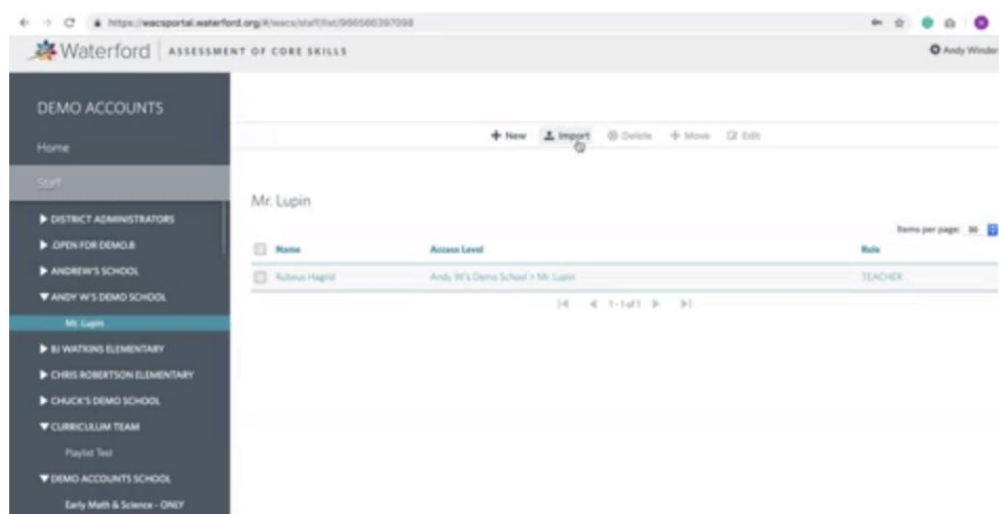 https://wacsportal.waterford.org/#/wacs/staff/list/966566397098
Waterford ASSESSMENT OF CORE SKILLS
Andy Winder
DEMO ACCOUNTS
Home
Staff
DISTRICT ADMINISTRATORS
.OPEN FOR DEMO.8
ANDREW'S SCHOOL
ANDY W'S DEMO SCHOOL
Mr. Lupin
BJ WATKINS ELEMENTARY
CHRIS ROBERTSON ELEMENTARY
CHUCK'S DEMO SCHOOL
CURRICULUM TEAM
Playlist Test
DEMO ACCOUNTS SCHOOL
Early Math & Science - ONLY
+ New Import Delete + Move Edit
Mr. Lupin
Items per page: 30
Name Access Level Role
Rubeus Hagrid Andy W's Demo School > Mr. Lupin TEACHER
1-1 of 1